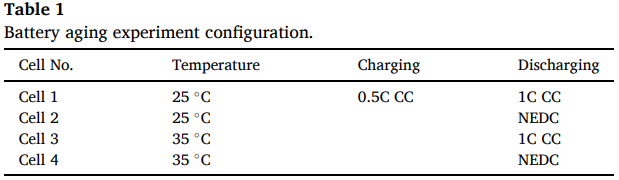 Table 1
Battery aging experiment configuration.
Cell No. Temperature Charging Discharging
Cell 1 25 °C 0.5C CC 1C CC
Cell 2 25 °C NEDC
Cell 3 35 °C 1C CC
Cell 4 35 °C NEDC